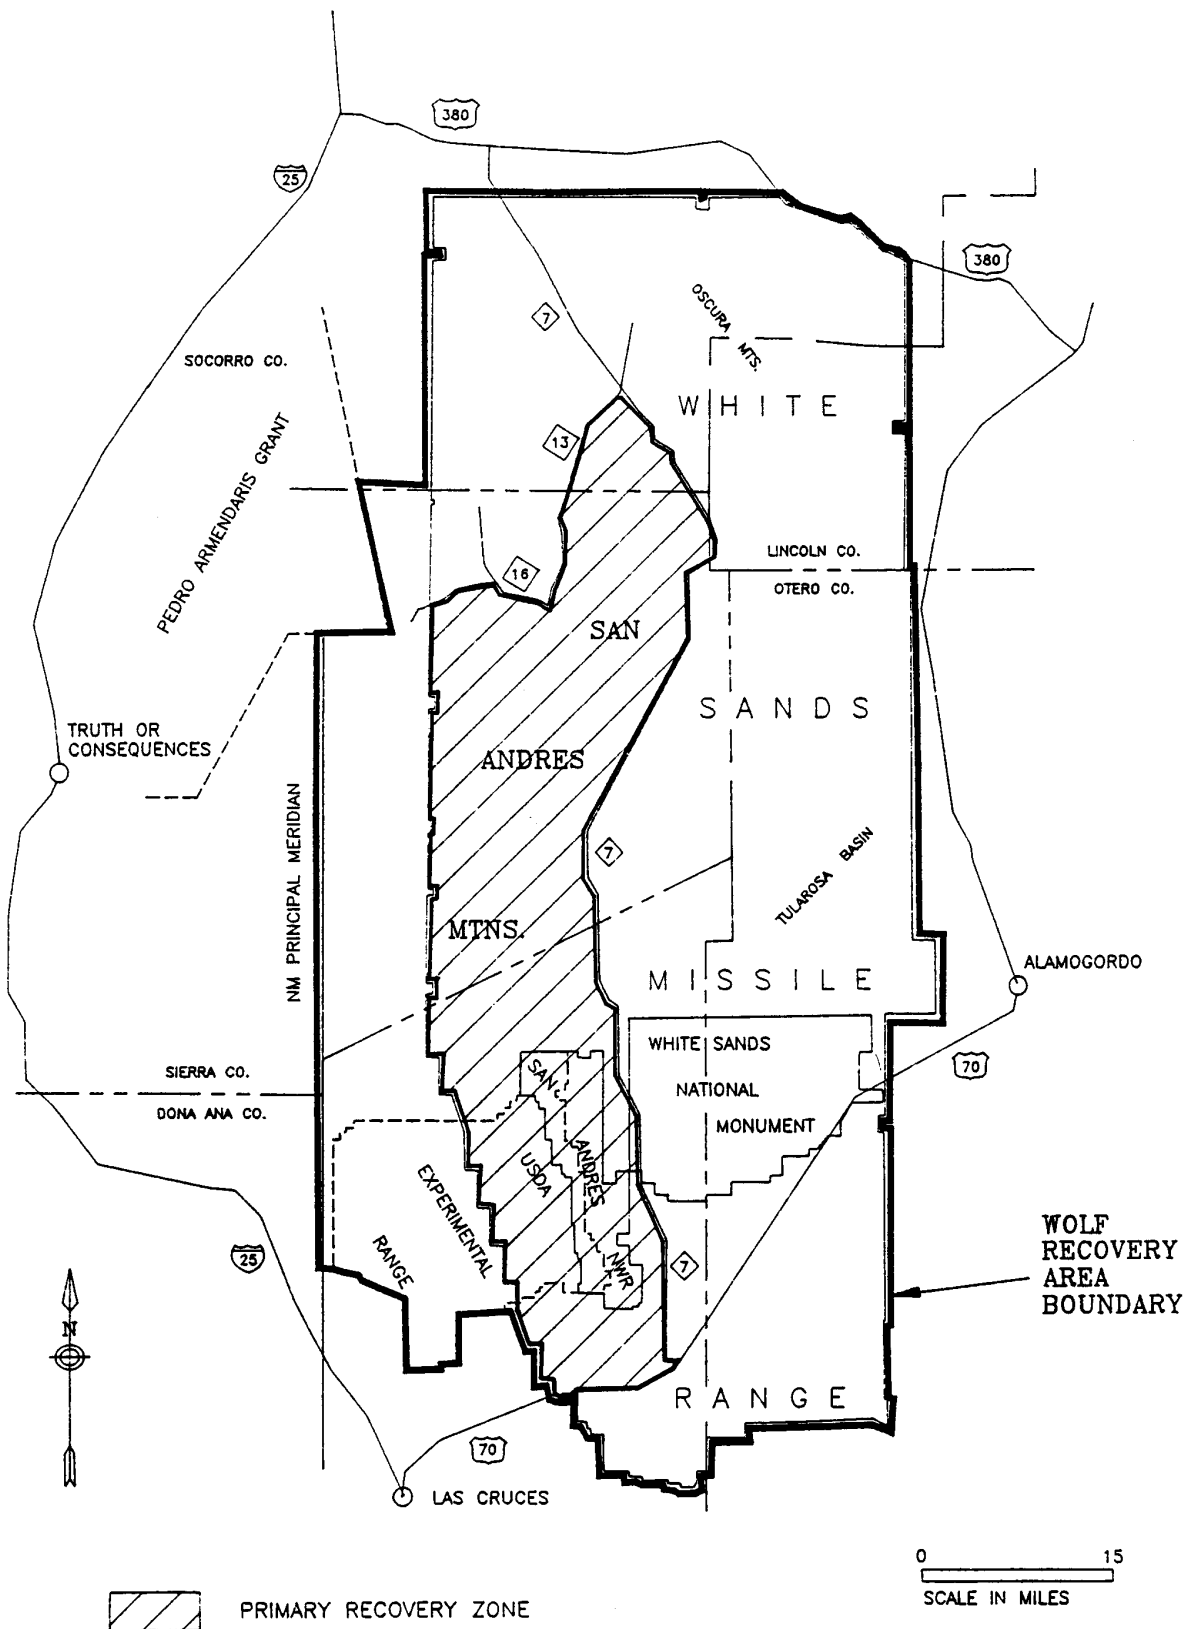 380
25
380
7
OSCURA MTS.
SOCORRO CO.
WHITE
13
PEDRO ARMENDARIS GRANT
LINCOLN CO.
16
OTERO CO.
SAN
SANDS
TRUTH OR
CONSEQUENCES
ANDRES
NM PRINCIPAL MERIDIAN
7
TULAROSA BASIN
MTNS.
ALAMOGORDO
MISSILE
WHITE SANDS
NATIONAL
MONUMENT
70
SIERRA CO.
DONA ANA CO.
SAN
ANDRES
NWR
USDA
EXPERIMENTAL
RANGE
WOLF
RECOVERY
AREA
BOUNDARY
25
7
N
RANGE
70
LAS CRUCES
0 15
SCALE IN MILES
PRIMARY RECOVERY ZONE